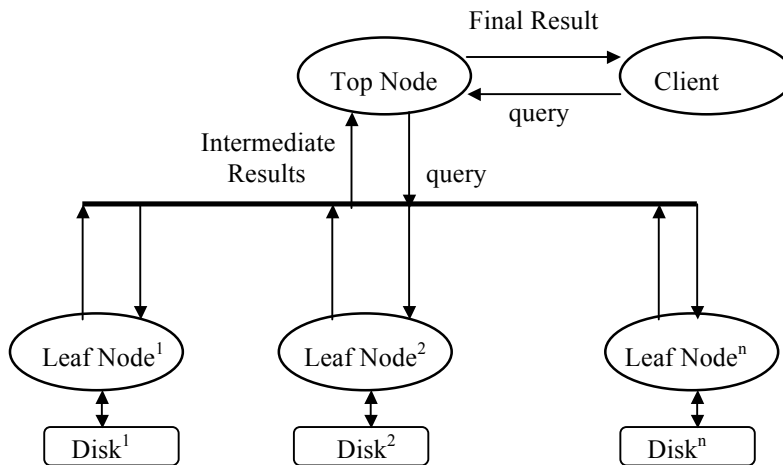 Final Result
Top Node
Client
query
Intermediate
Results
query
Leaf Node¹
Leaf Node²
Leaf Nodeⁿ
Disk¹
Disk²
Diskⁿ